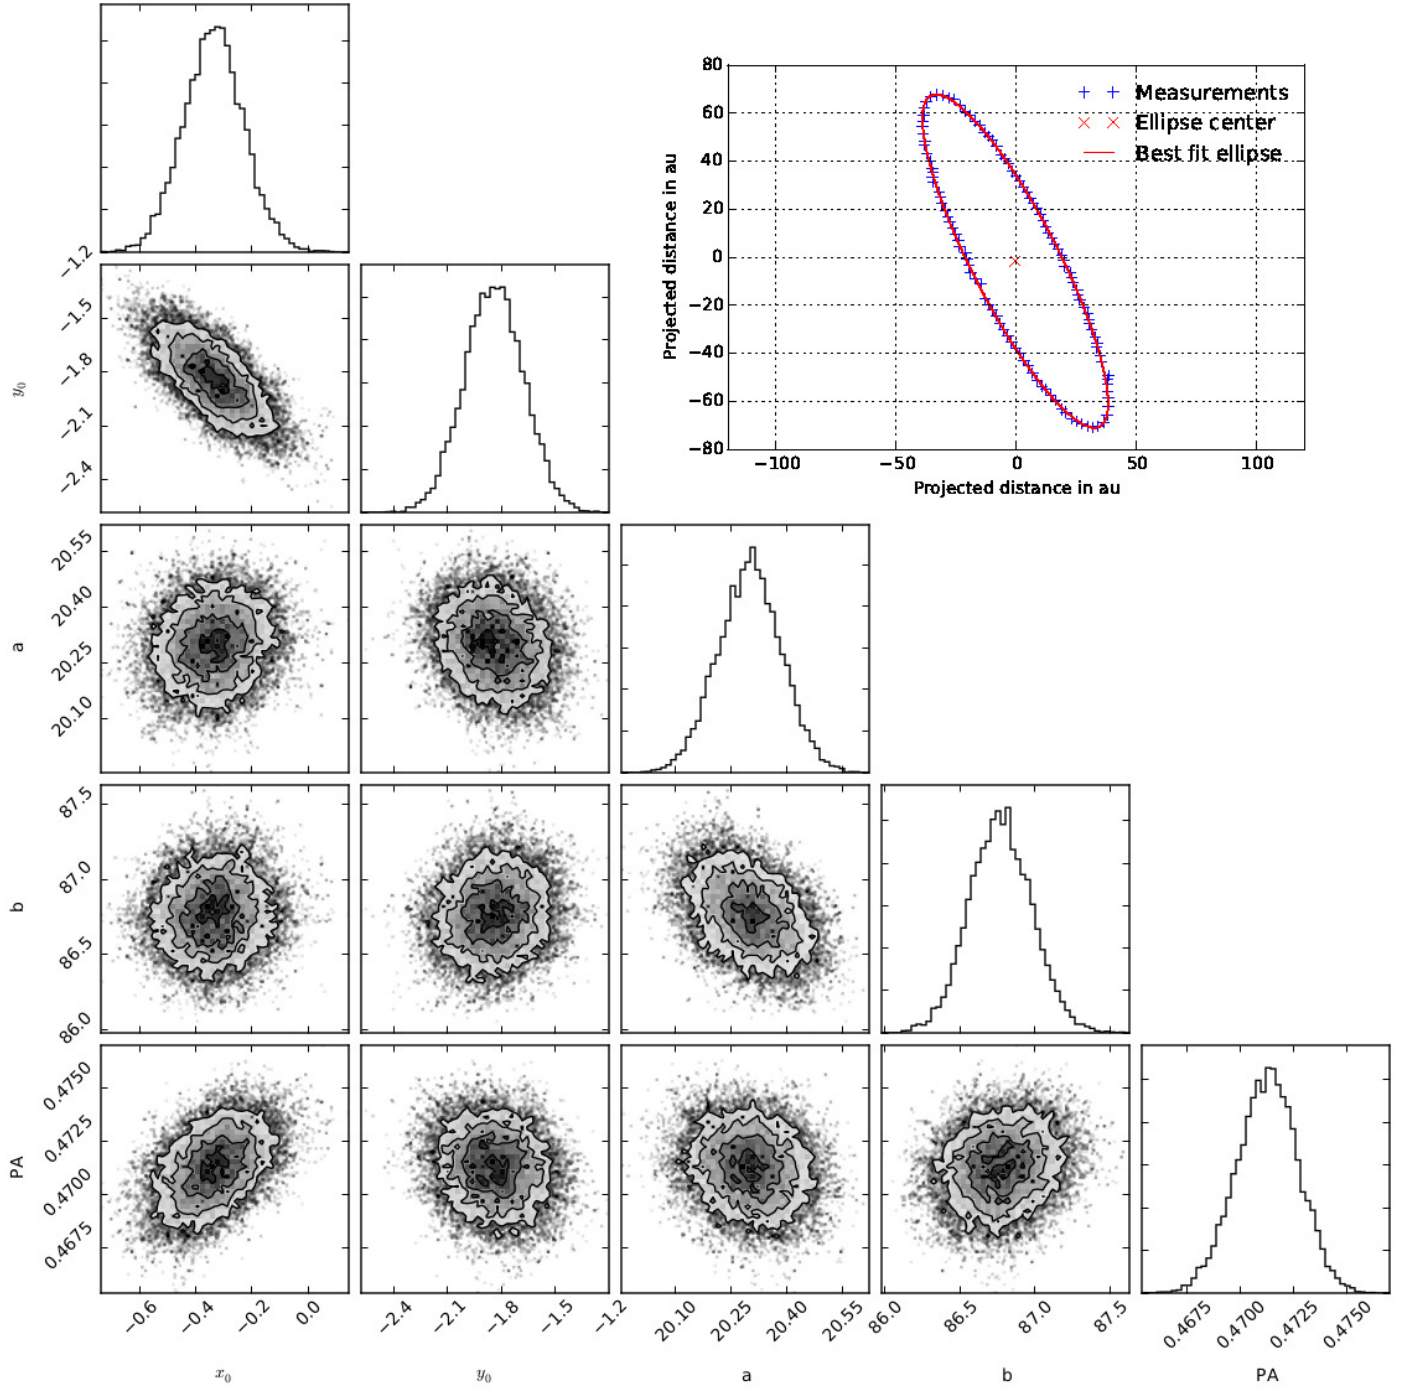 −1.2
−1.5
−1.8
−2.1
−2.4
y₀
80
60
40
20
0
−20
−40
−60
−80
Projected distance in au
Measurements
Ellipse center
Best fit ellipse
−100 −50 0 50 100
Projected distance in au
20.55
20.40
20.25
20.10
a
87.5
87.0
86.5
86.0
b
0.4750
0.4725
0.4700
0.4675
PA
−0.6 −0.4 −0.2 0.0
−2.4 −2.1 −1.8 −1.5 −1.2
20.10 20.25 20.40 20.55
86.0 86.5 87.0 87.5
0.4675 0.4700 0.4725 0.4750
x₀ y₀ a b PA